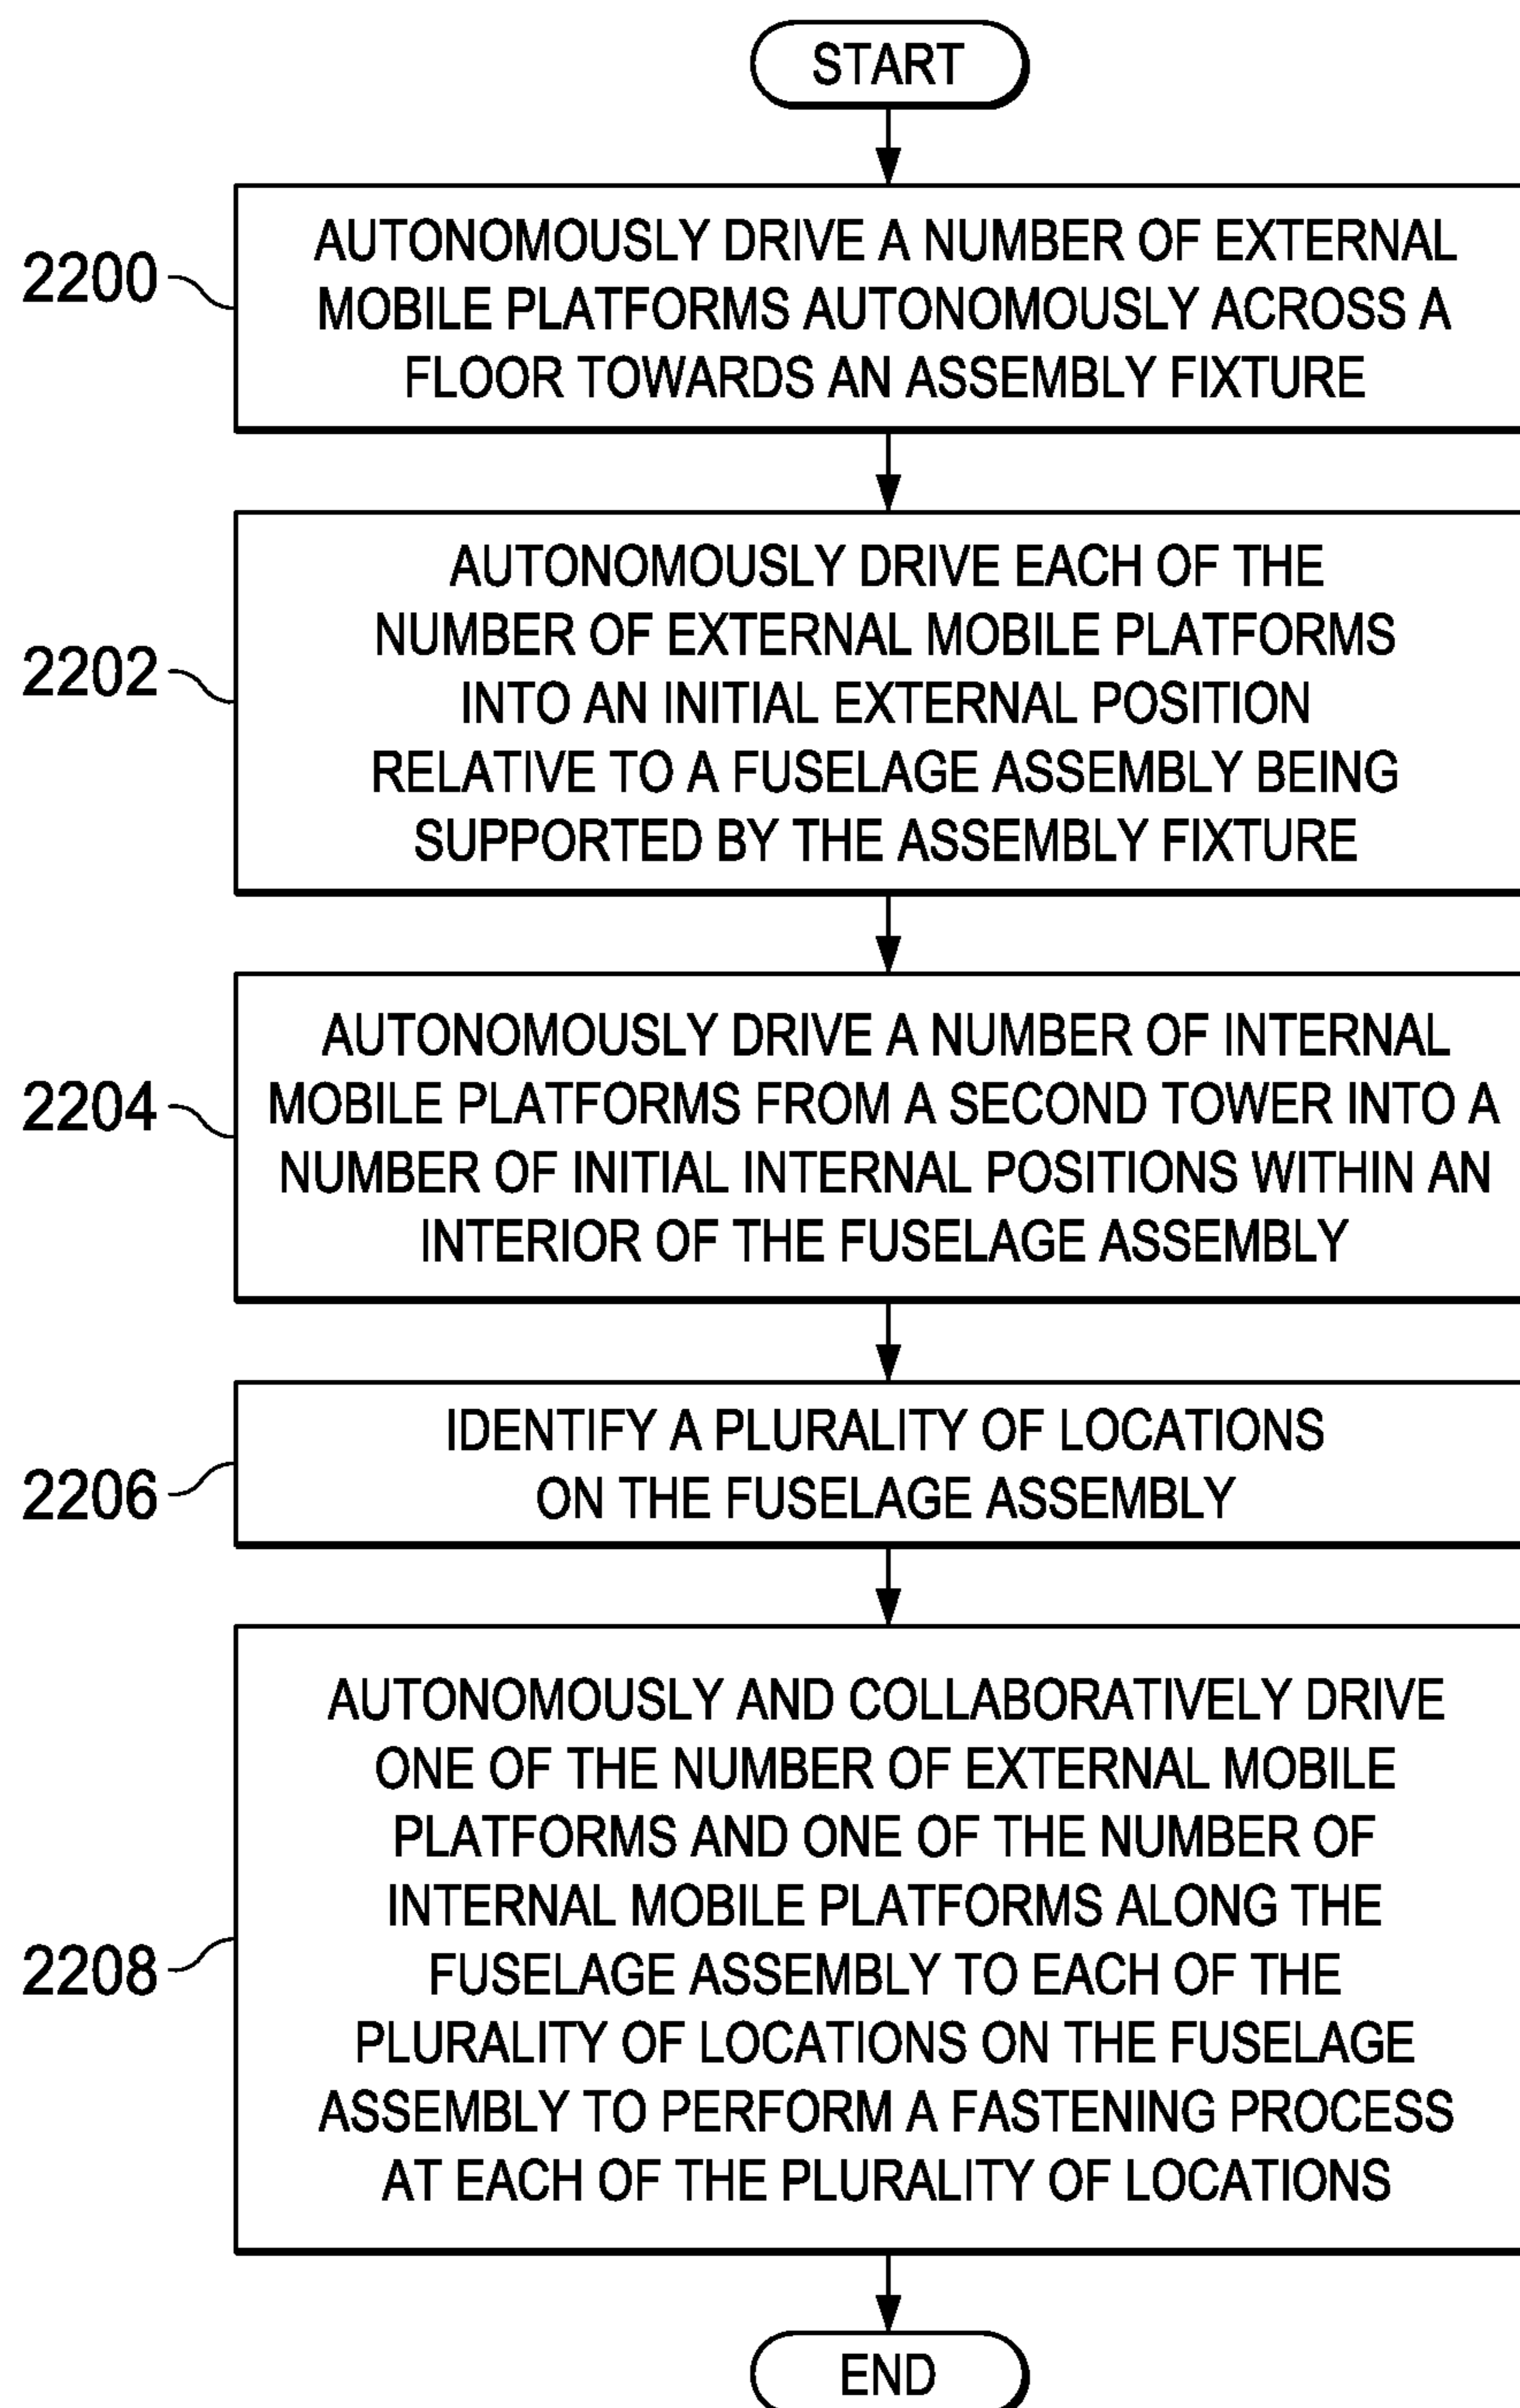 START
2200
AUTONOMOUSLY DRIVE A NUMBER OF EXTERNAL
MOBILE PLATFORMS AUTONOMOUSLY ACROSS A
FLOOR TOWARDS AN ASSEMBLY FIXTURE
2202
AUTONOMOUSLY DRIVE EACH OF THE
NUMBER OF EXTERNAL MOBILE PLATFORMS
INTO AN INITIAL EXTERNAL POSITION
RELATIVE TO A FUSELAGE ASSEMBLY BEING
SUPPORTED BY THE ASSEMBLY FIXTURE
2204
AUTONOMOUSLY DRIVE A NUMBER OF INTERNAL
MOBILE PLATFORMS FROM A SECOND TOWER INTO A
NUMBER OF INITIAL INTERNAL POSITIONS WITHIN AN
INTERIOR OF THE FUSELAGE ASSEMBLY
2206
IDENTIFY A PLURALITY OF LOCATIONS
ON THE FUSELAGE ASSEMBLY
2208
AUTONOMOUSLY AND COLLABORATIVELY DRIVE
ONE OF THE NUMBER OF EXTERNAL MOBILE
PLATFORMS AND ONE OF THE NUMBER OF
INTERNAL MOBILE PLATFORMS ALONG THE
FUSELAGE ASSEMBLY TO EACH OF THE
PLURALITY OF LOCATIONS ON THE FUSELAGE
ASSEMBLY TO PERFORM A FASTENING PROCESS
AT EACH OF THE PLURALITY OF LOCATIONS
END